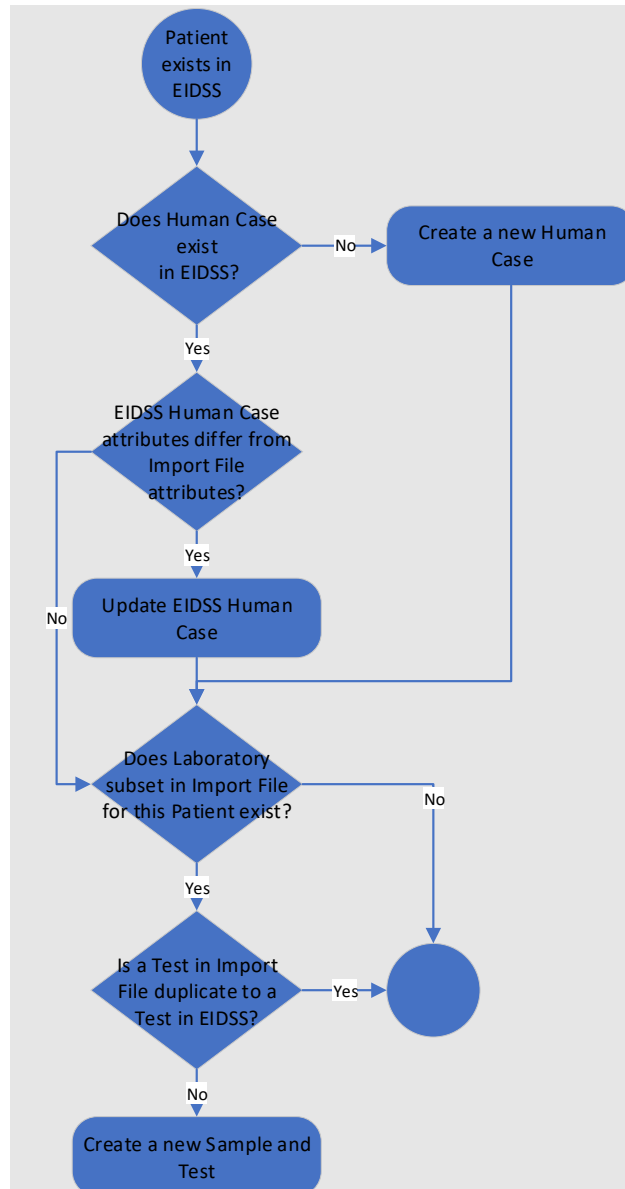 Patient
exists in
EIDSS
Does Human Case
exist
in EIDSS?
No
Create a new Human
Case
Yes
EIDSS Human Case
attributes differ from
Import File
attributes?
Yes
No
Update EIDSS Human
Case
Does Laboratory
subset in Import File
for this Patient exist?
No
Yes
Is a Test in Import
File duplicate to a
Test in EIDSS?
Yes
No
Create a new Sample and
Test